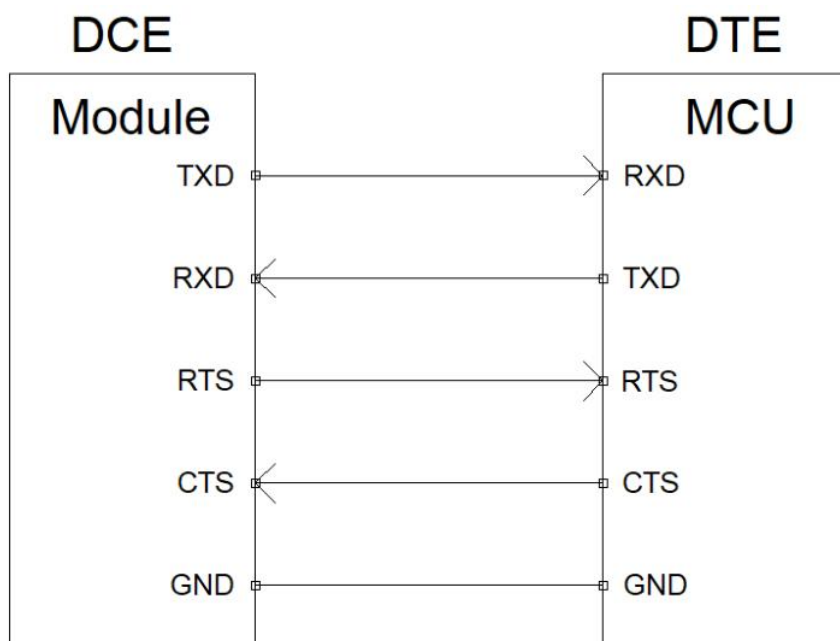 DCE DTE
Module MCU
TXD RXD
RXD TXD
RTS RTS
CTS CTS
GND GND